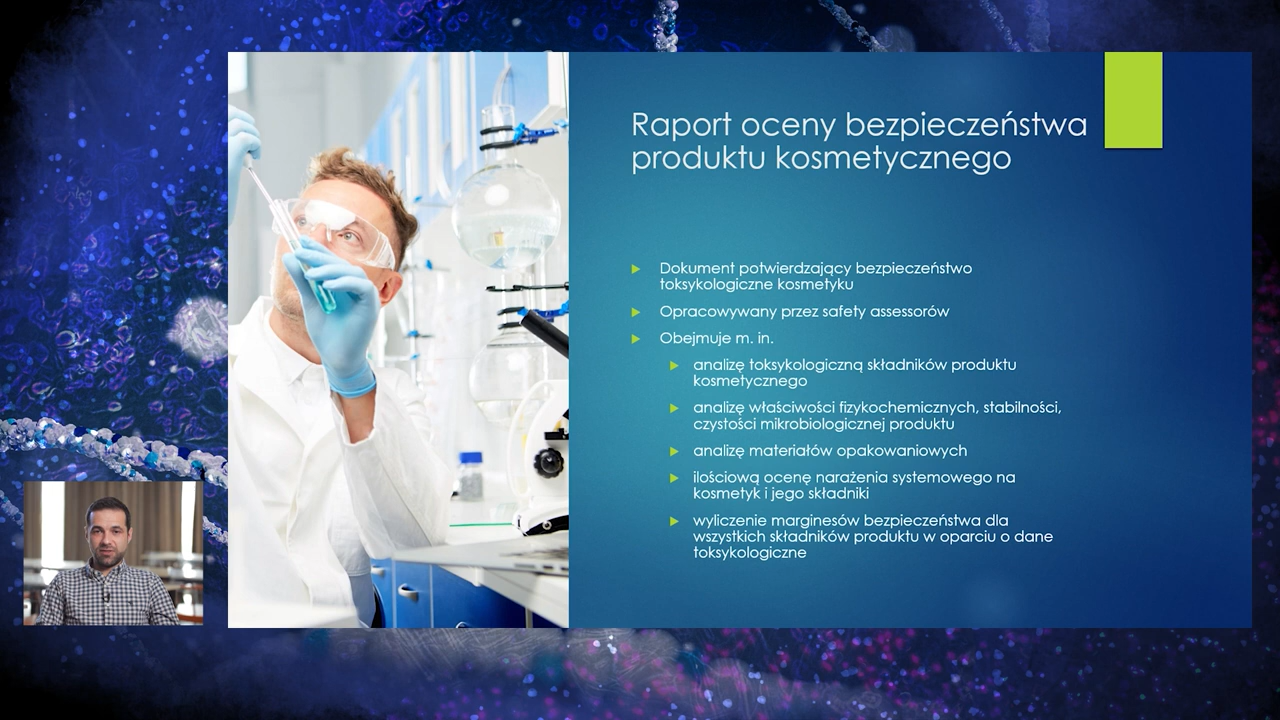 Raport oceny bezpieczeństwa
produktu kosmetycznego
Dokument potwierdzający bezpieczeństwo
toksykologiczne kosmetyku
Opracowywany przez safety assessorów
Obejmuje m. in.
analizę toksykologiczną składników produktu
kosmetycznego
analizę właściwości fizykochemicznych, stabilności,
czystości mikrobiologicznej produktu
analizę materiałów opakowaniowych
ilościową ocenę narażenia systemowego na
kosmetyk i jego składniki
wyliczenie marginesów bezpieczeństwa dla
wszystkich składników produktu w oparciu o dane
toksykologiczne